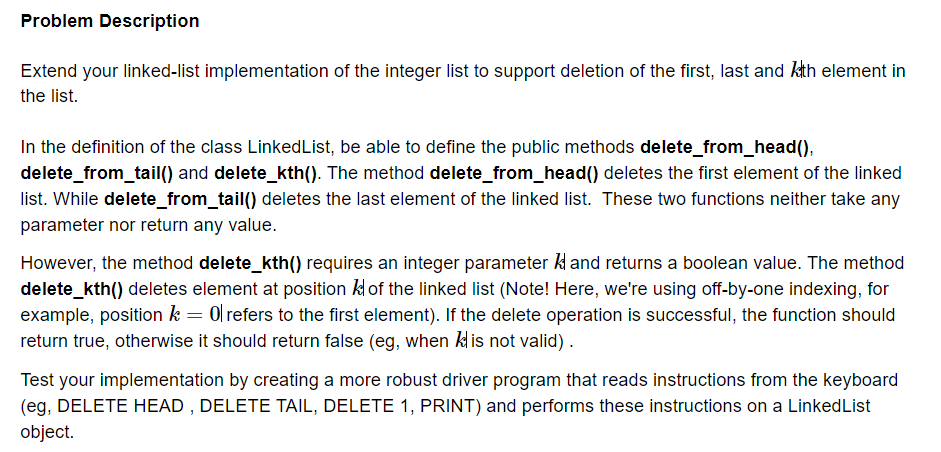 Problem Description
Extend your linked-list implementation of the integer list to support deletion of the first, last and kth element in
the list.
In the definition of the class LinkedList, be able to define the public methods delete_from_head(),
delete_from_tail() and delete_kth(). The method delete_from_head() deletes the first element of the linked
list. While delete_from_tail() deletes the last element of the linked list.  These two functions neither take any
parameter nor return any value.
However, the method delete_kth() requires an integer parameter k and returns a boolean value. The method
delete_kth() deletes element at position k of the linked list (Note! Here, we're using off-by-one indexing, for
example, position k = 0 refers to the first element). If the delete operation is successful, the function should
return true, otherwise it should return false (eg, when k is not valid) .
Test your implementation by creating a more robust driver program that reads instructions from the keyboard
(eg, DELETE HEAD , DELETE TAIL, DELETE 1, PRINT) and performs these instructions on a LinkedList
object.